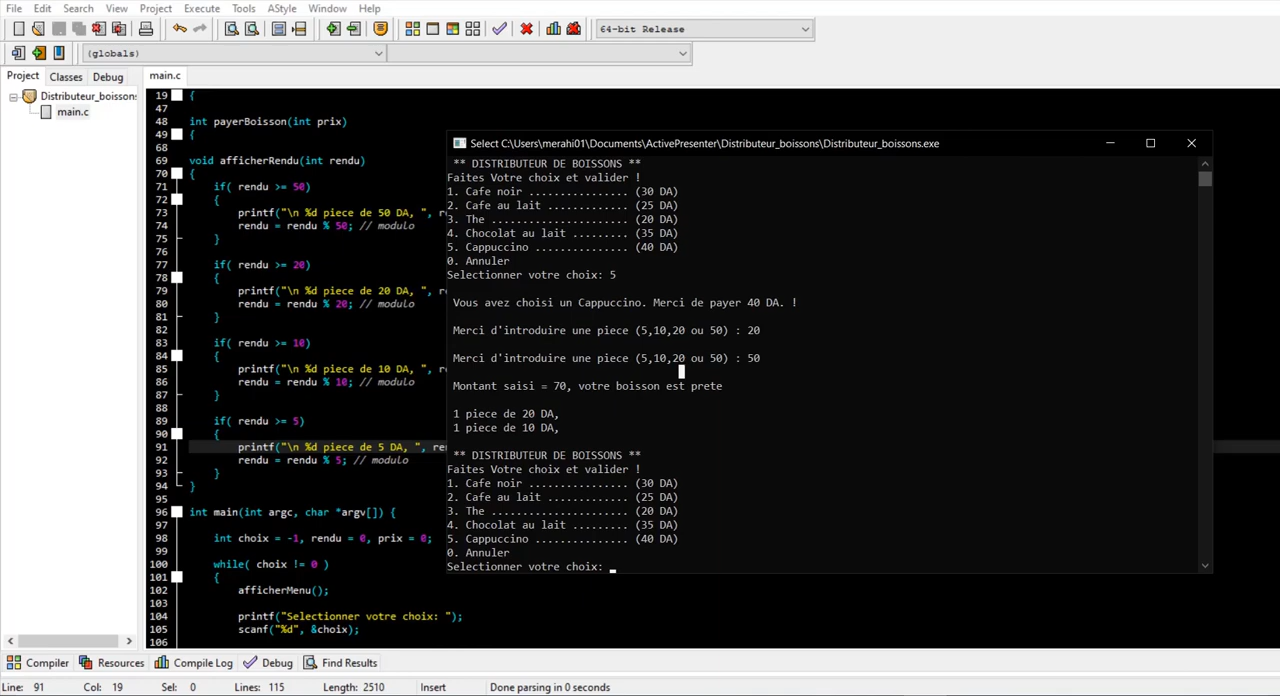 File Edit Search View Project Execute Tools AStyle Window Help
64-bit Release
(globals)
Project Classes Debug
main.c
Distributeur_boissons
main.c
19 {
47
48 int payerBoisson(int prix)
49 {
68
69 void afficherRendu(int rendu)
70 {
71 if( rendu >= 50)
72 {
73 printf("\n %d piece de 50 DA, ", r
74 rendu = rendu % 50; // modulo
75 }
76
77 if( rendu >= 20)
78 {
79 printf("\n %d piece de 20 DA, ", r
80 rendu = rendu % 20; // modulo
81 }
82
83 if( rendu >= 10)
84 {
85 printf("\n %d piece de 10 DA, ", r
86 rendu = rendu % 10; // modulo
87 }
88
89 if( rendu >= 5)
90 {
91 printf("\n %d piece de 5 DA, ", re
92 rendu = rendu % 5; // modulo
93 }
94 }
95
96 int main(int argc, char *argv[]) {
97
98 int choix = -1, rendu = 0, prix = 0;
99
100 while( choix != 0 )
101 {
102 afficherMenu();
103
104 printf("Selectionner votre choix: ");
105 scanf("%d", &choix);
106
Select C:\Users\merahi01\Documents\ActivePresenter\Distributeur_boissons\Distributeur_boissons.exe
** DISTRIBUTEUR DE BOISSONS **
Faites Votre choix et valider !
1. Cafe noir ................ (30 DA)
2. Cafe au lait ............. (25 DA)
3. The ...................... (20 DA)
4. Chocolat au lait ......... (35 DA)
5. Cappuccino ............... (40 DA)
0. Annuler
Selectionner votre choix: 5
Vous avez choisi un Cappuccino. Merci de payer 40 DA. !
Merci d'introduire une piece (5,10,20 ou 50) : 20
Merci d'introduire une piece (5,10,20 ou 50) : 50
Montant saisi = 70, votre boisson est prete
1 piece de 20 DA,
1 piece de 10 DA,
** DISTRIBUTEUR DE BOISSONS **
Faites Votre choix et valider !
1. Cafe noir ................ (30 DA)
2. Cafe au lait ............. (25 DA)
3. The ...................... (20 DA)
4. Chocolat au lait ......... (35 DA)
5. Cappuccino ............... (40 DA)
0. Annuler
Selectionner votre choix: _
Compiler Resources Compile Log Debug Find Results
Line: 91 Col: 19 Sel: 0 Lines: 115 Length: 2510 Insert Done parsing in 0 seconds